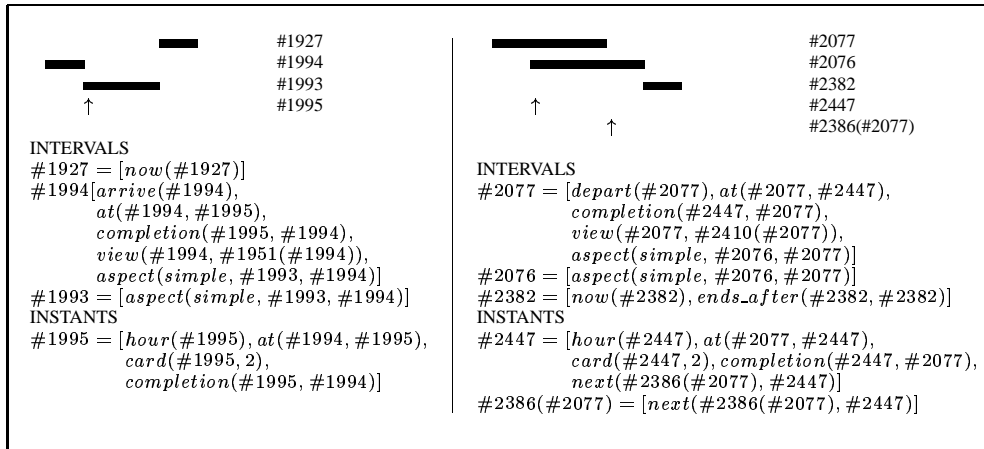 #1927
#1994
#1993
#1995
INTERVALS
#1927 = [now(#1927)]
#1994[arrive(#1994),
at(#1994, #1995),
completion(#1995, #1994),
view(#1994, #1951(#1994)),
aspect(simple, #1993, #1994)]
#1993 = [aspect(simple, #1993, #1994)]
INSTANTS
#1995 = [hour(#1995), at(#1994, #1995),
card(#1995, 2),
completion(#1995, #1994)]
#2077
#2076
#2382
#2447
#2386(#2077)
INTERVALS
#2077 = [depart(#2077), at(#2077, #2447),
completion(#2447, #2077),
view(#2077, #2410(#2077)),
aspect(simple, #2076, #2077)]
#2076 = [aspect(simple, #2076, #2077)]
#2382 = [now(#2382), ends_after(#2382, #2382)]
INSTANTS
#2447 = [hour(#2447), at(#2077, #2447),
card(#2447, 2), completion(#2447, #2077),
next(#2386(#2077), #2447)]
#2386(#2077) = [next(#2386(#2077), #2447)]